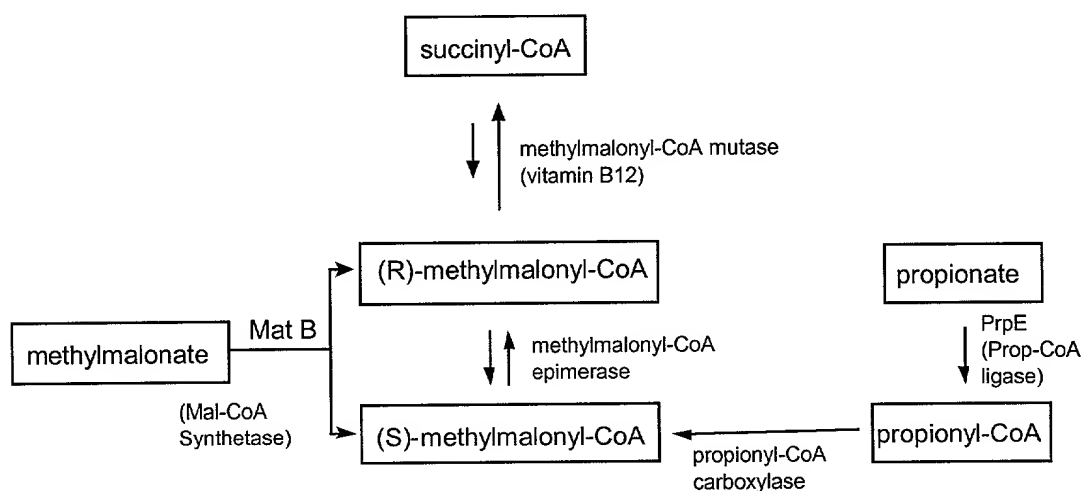 succinyl-CoA
methylmalonyl-CoA mutase
(vitamin B12)
(R)-methylmalonyl-CoA
propionate
Mat B
methylmalonate
(Mal-CoA
Synthetase)
methylmalonyl-CoA
epimerase
PrpE
(Prop-CoA
ligase)
(S)-methylmalonyl-CoA
propionyl-CoA
propionyl-CoA
carboxylase